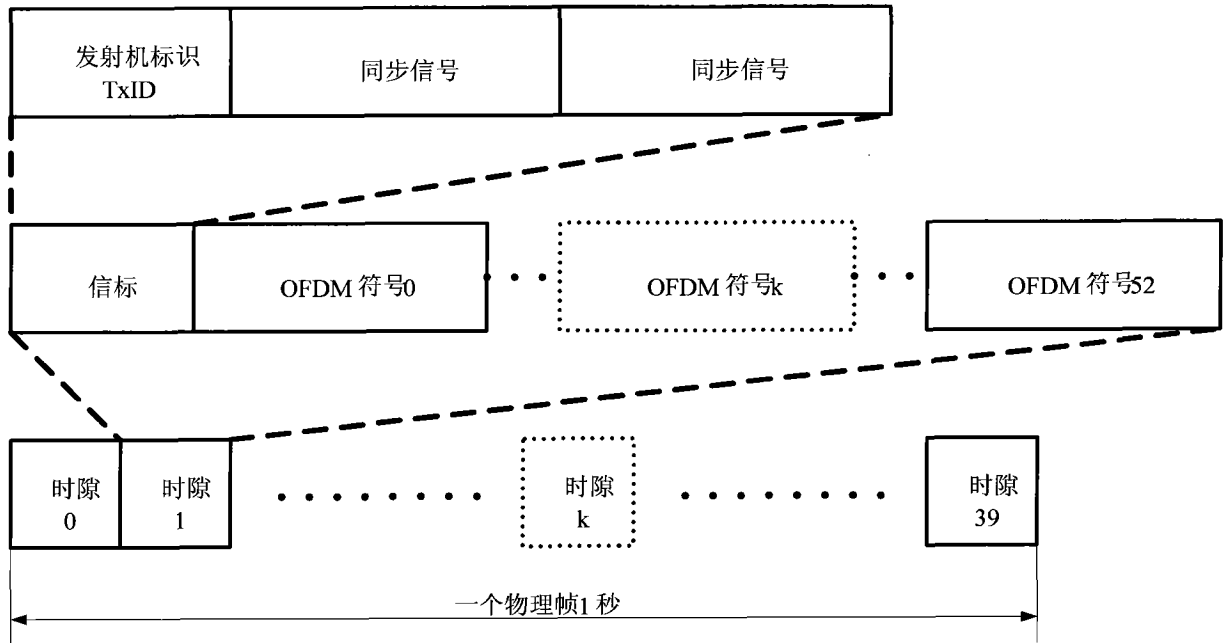 发射机标识
TxID
同步信号
同步信号
信标
OFDM 符号0
OFDM 符号k
OFDM 符号52
时隙
0
时隙
1
时隙
k
时隙
39
一个物理帧1 秒